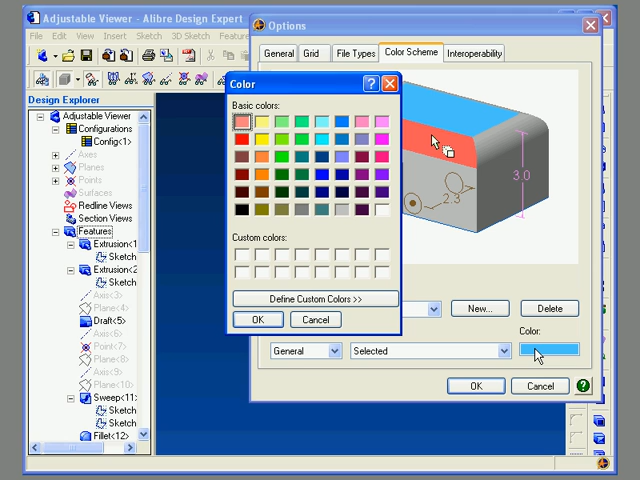 Adjustable Viewer - Alibre Design Expert
File Edit View Insert Sketch 3D Sketch Feature
Options
General Grid File Types Color Scheme Interoperability
Color
Basic colors:
Custom colors:
Define Custom Colors >>
OK Cancel
3.0
2.3
New... Delete
Color:
General Selected
OK Cancel
Design Explorer
Adjustable Viewer
Configurations
Config<1>
Axes
Planes
Points
Surfaces
Redline Views
Section Views
Features
Extrusion<1
Sketch
Extrusion<2
Sketch
Axis<3>
Plane<4>
Draft<5>
Axis<6>
Point<7>
Plane<8>
Axis<9>
Plane<10>
Sweep<11>
Sketch
Sketch
Fillet<12>